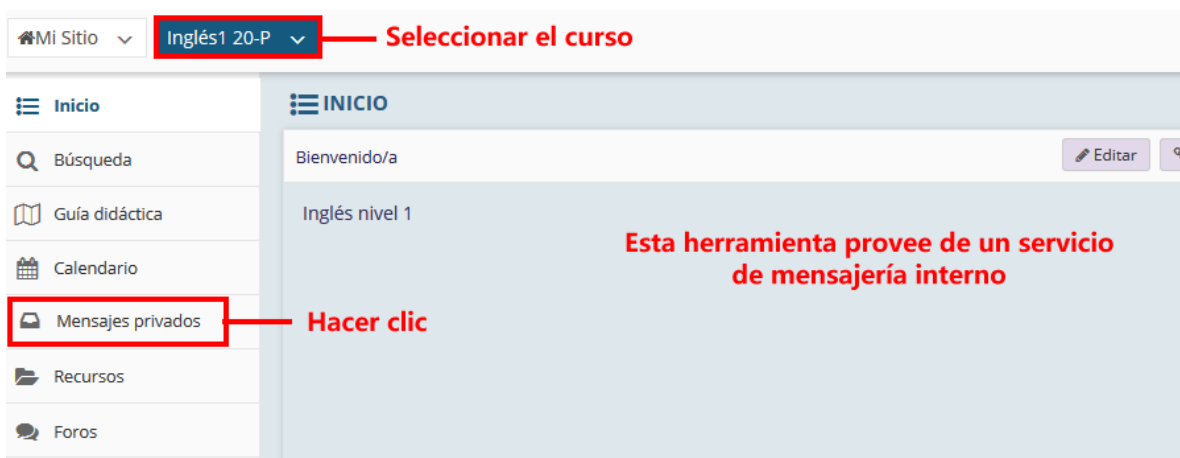 Mi Sitio
Inglés1 20-P
Seleccionar el curso
Inicio
INICIO
Búsqueda
Bienvenido/a
Editar
Guía didáctica
Inglés nivel 1
Esta herramienta provee de un servicio
de mensajería interno
Calendario
Mensajes privados
Hacer clic
Recursos
Foros